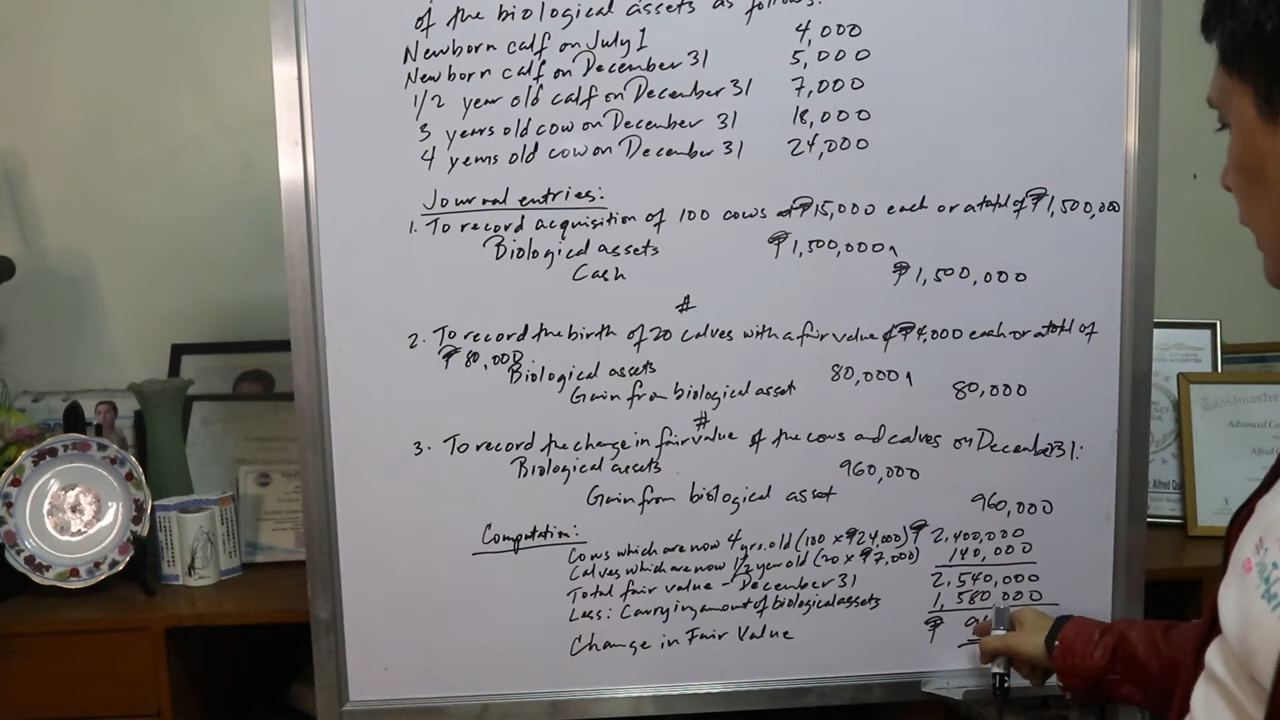 of the biological assets as follows:
Newborn calf on July 1 4,000
Newborn calf on December 31 5,000
1/2 year old calf on December 31 7,000
3 years old cow on December 31 18,000
4 years old cow on December 31 24,000
Journal entries:
1. To record acquisition of 100 cows at ₱15,000 each or a total of ₱1,500,000
Biological assets ₱1,500,000
Cash ₱1,500,000
#
2. To record the birth of 20 calves with a fair value of ₱4,000 each or a total of
₱80,000
Biological assets 80,000
Gain from biological asset 80,000
#
3. To record the change in fair value of the cows and calves on December 31:
Biological assets 960,000
Gain from biological asset 960,000
Computation:
Cows which are now 4 yrs. old (100 x ₱24,000) ₱2,400,000
Calves which are now 1/2 year old (20 x ₱7,000) 140,000
Total fair value - December 31 2,540,000
Less: Carrying amount of biological assets 1,580,000
Change in Fair Value ₱
Toastmasters
Advanced Co
Alfred Q